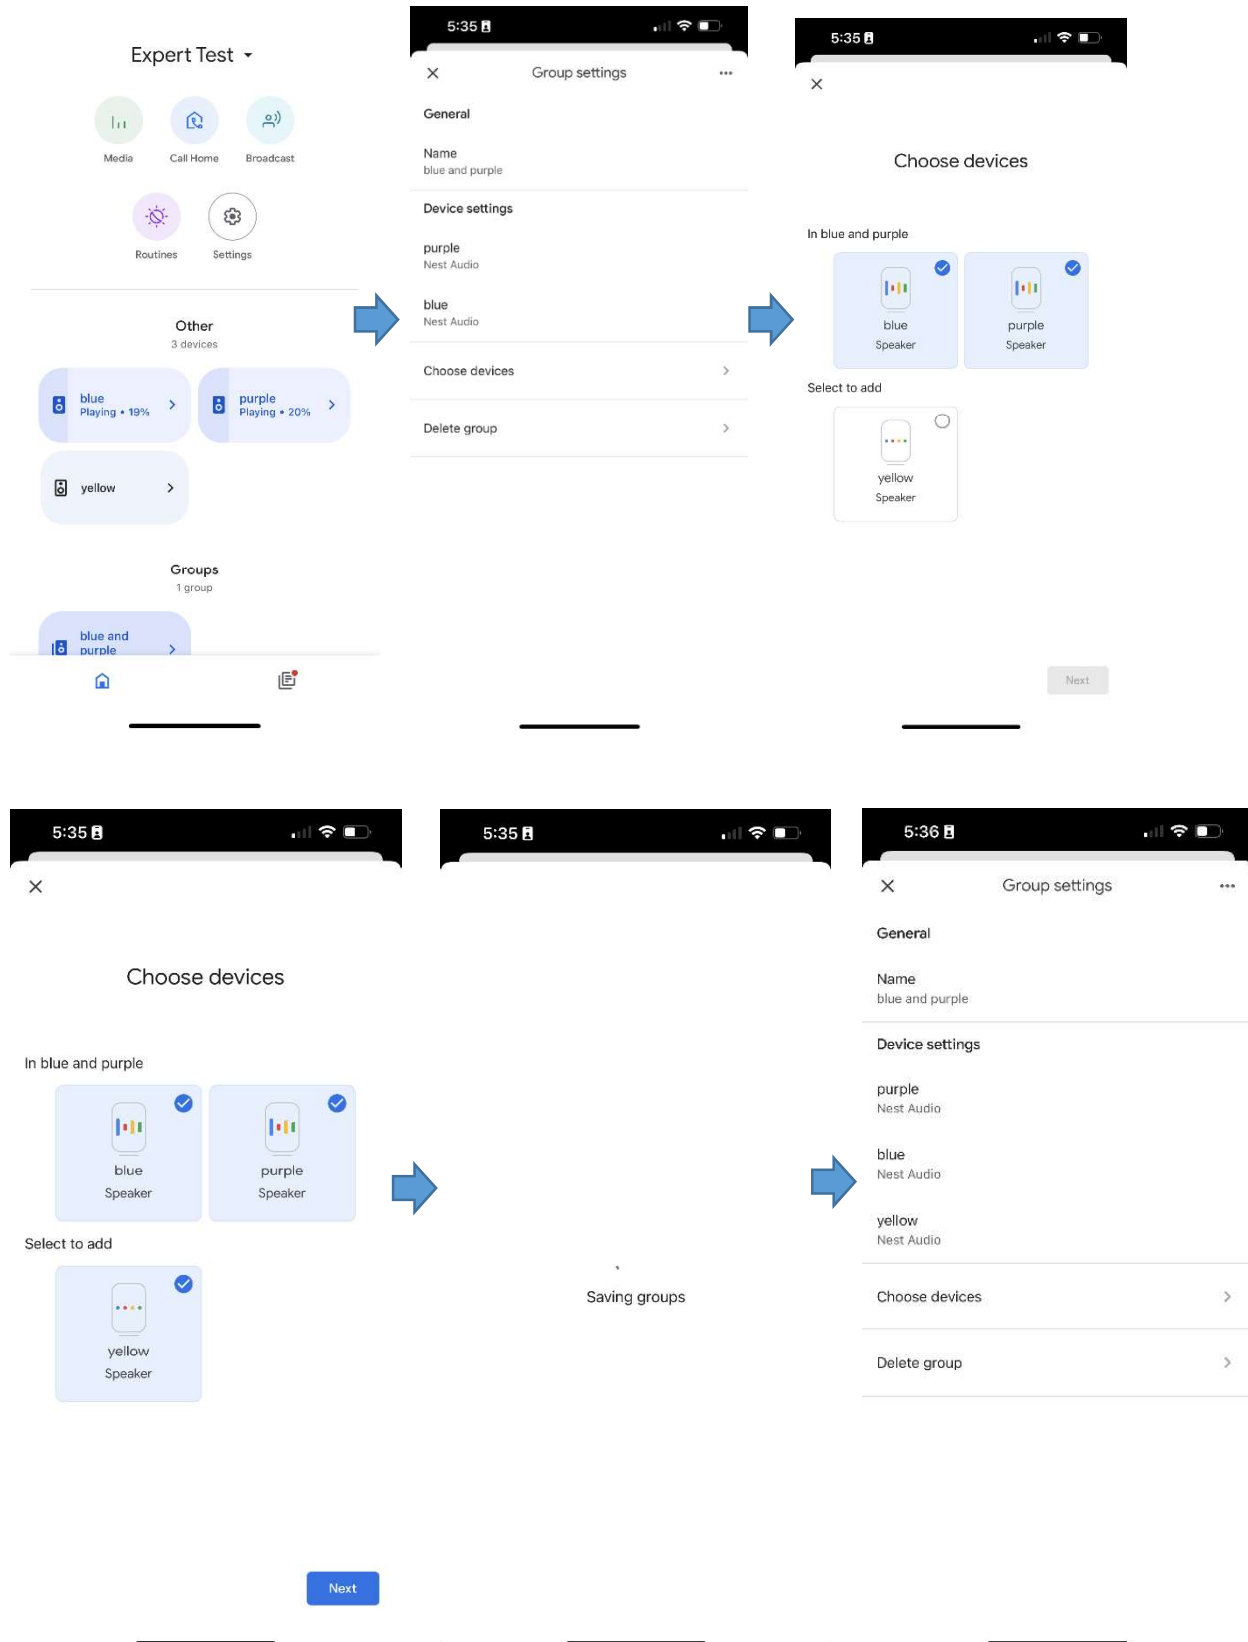 Expert Test
Media
Call Home
Broadcast
Routines
Settings
Other
3 devices
blue
Playing • 19%
purple
Playing • 20%
yellow
Groups
1 group
blue and
purple
5:35
Group settings
General
Name
blue and purple
Device settings
purple
Nest Audio
blue
Nest Audio
Choose devices
Delete group
5:35
Choose devices
In blue and purple
blue
Speaker
purple
Speaker
Select to add
yellow
Speaker
Next
5:35
Choose devices
In blue and purple
blue
Speaker
purple
Speaker
Select to add
yellow
Speaker
Next
5:35
Saving groups
5:36
Group settings
General
Name
blue and purple
Device settings
purple
Nest Audio
blue
Nest Audio
yellow
Nest Audio
Choose devices
Delete group